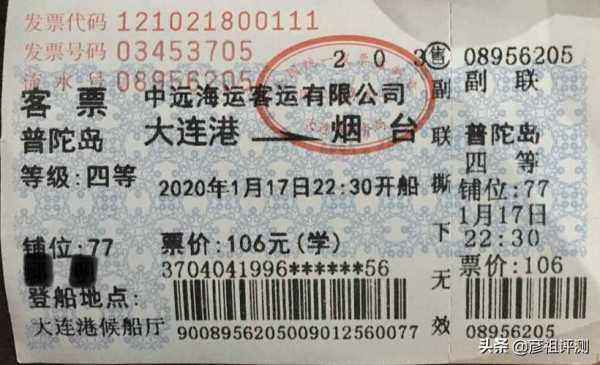 发票代码 121021800111
发票号码 03453705
流水号 08956205
203
客票 中远海运客运有限公司
普陀岛 大连港 烟台
等级:四等 2020年1月17日22:30开船
铺位:77 票价:106元(学)
3704041996******56
登船地点:
大连港候船厅
9008956205009012560077
售
副联撕下无效
08956205
副联
普陀岛
四等
铺位:77
1月17日
22:30
票价:106
08956205
头条 @彦祖评测